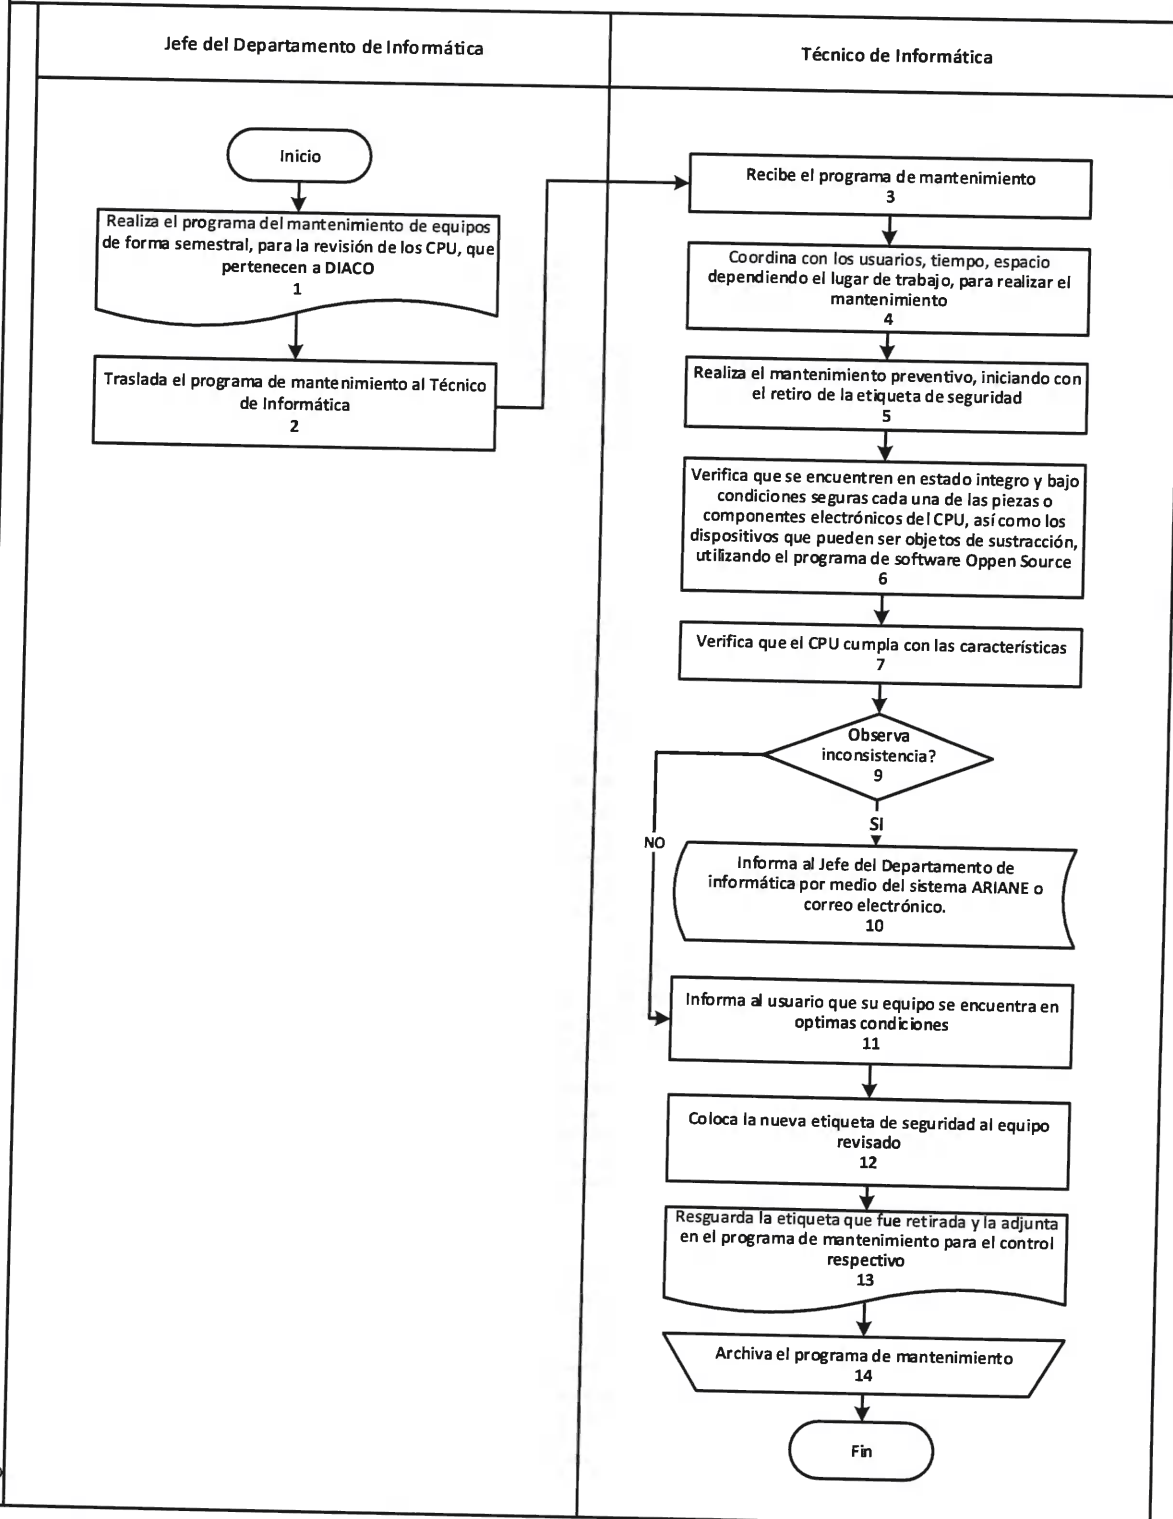 Jefe del Departamento de Informática
Técnico de Informática
Inicio
Realiza el programa del mantenimiento de equipos
de forma semestral, para la revisión de los CPU, que
pertenecen a DIACO
1
Traslada el programa de mantenimiento al Técnico
de Informática
2
Recibe el programa de mantenimiento
3
Coordina con los usuarios, tiempo, espacio
dependiendo el lugar de trabajo, para realizar el
mantenimiento
4
Realiza el mantenimiento preventivo, iniciando con
el retiro de la etiqueta de seguridad
5
Verifica que se encuentren en estado integro y bajo
condiciones seguras cada una de las piezas o
componentes electrónicos del CPU, así como los
dispositivos que pueden ser objetos de sustracción,
utilizando el programa de software Oppen Source
6
Verifica que el CPU cumpla con las características
7
Observa
inconsistencia?
9
SI
NO
Informa al Jefe del Departamento de
informática por medio del sistema ARIANE o
correo electrónico.
10
Informa al usuario que su equipo se encuentra en
optimas condiciones
11
Coloca la nueva etiqueta de seguridad al equipo
revisado
12
Resguarda la etiqueta que fue retirada y la adjunta
en el programa de mantenimiento para el control
respectivo
13
Archiva el programa de mantenimiento
14
Fin